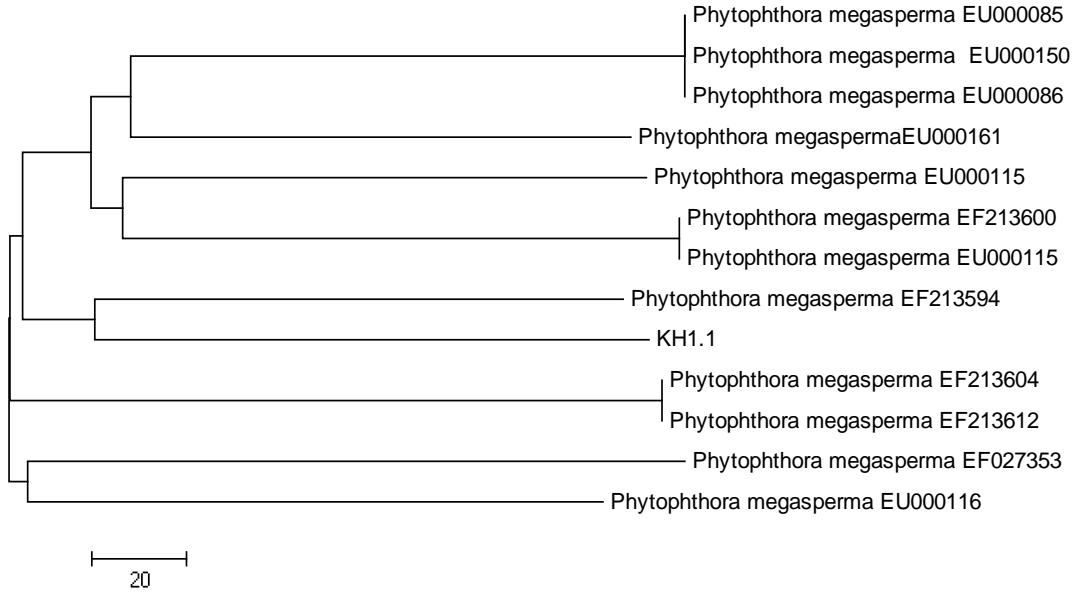 Phytophthora megasperma EU000085
Phytophthora megasperma  EU000150
Phytophthora megasperma EU000086
Phytophthora megaspermaEU000161
Phytophthora megasperma EU000115
Phytophthora megasperma EF213600
Phytophthora megasperma EU000115
Phytophthora megasperma EF213594
KH1.1
Phytophthora megasperma EF213604
Phytophthora megasperma EF213612
Phytophthora megasperma EF027353
Phytophthora megasperma EU000116
20